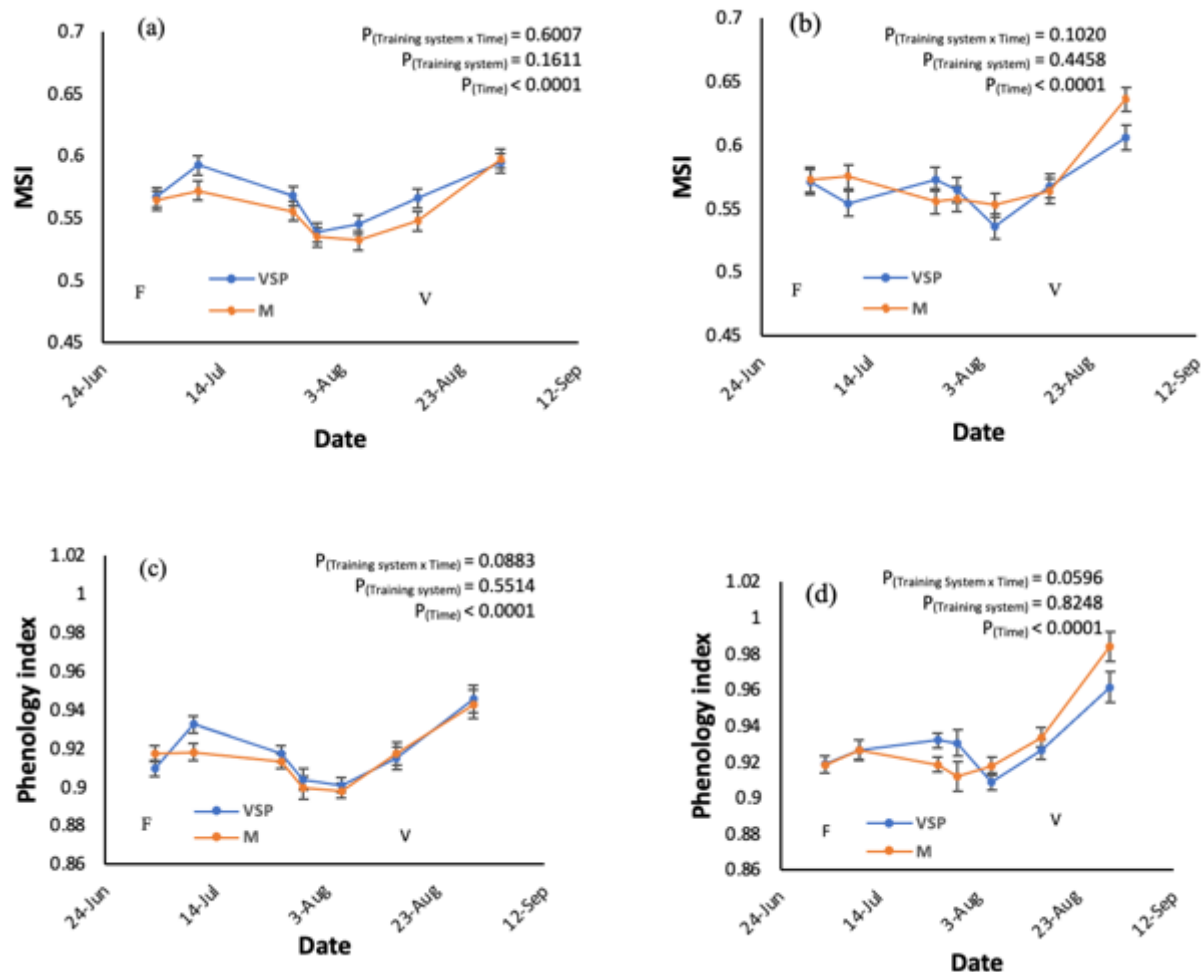 (a)
P(Training system x Time) = 0.6007
P(Training system) = 0.1611
P(Time) < 0.0001
0.7
0.65
0.6
0.55
0.5
0.45
MSI
VSP
M
F
V
24-Jun
14-Jul
3-Aug
23-Aug
12-Sep
Date
(b)
P(Training system x Time) = 0.1020
P(Training system) = 0.4458
P(Time) < 0.0001
0.7
0.65
0.6
0.55
0.5
0.45
MSI
VSP
M
F
V
24-Jun
14-Jul
3-Aug
23-Aug
12-Sep
Date
(c)
P(Training system x Time) = 0.0883
P(Training system) = 0.5514
P(Time) < 0.0001
1.02
1
0.98
0.96
0.94
0.92
0.9
0.88
0.86
Phenology index
VSP
M
F
V
24-Jun
14-Jul
3-Aug
23-Aug
12-Sep
Date
(d)
P(Training System x Time) = 0.0596
P(Training system) = 0.8248
P(Time) < 0.0001
1.02
1
0.98
0.96
0.94
0.92
0.9
0.88
0.86
Phenology index
VSP
M
F
V
24-Jun
14-Jul
3-Aug
23-Aug
12-Sep
Date